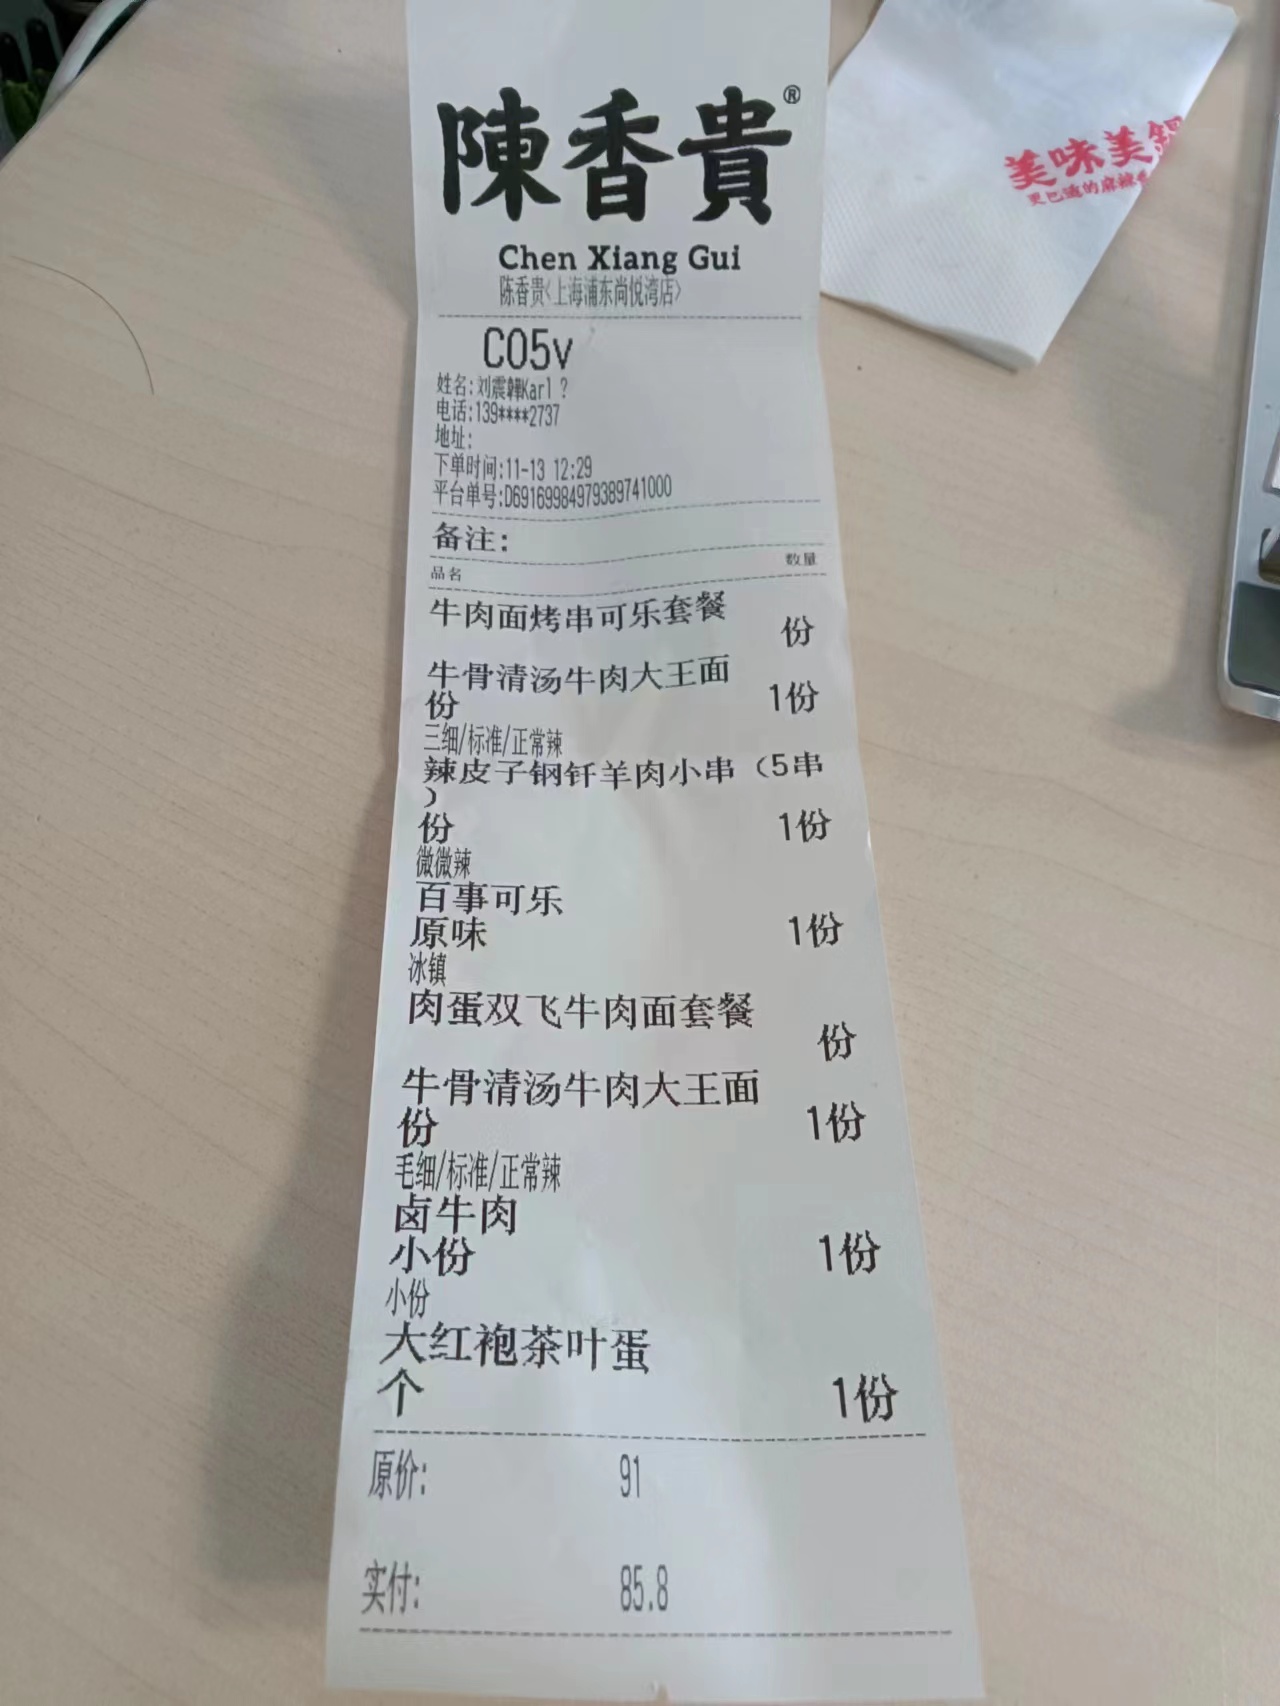 陳香貴®
Chen Xiang Gui
陈香贵<上海浦东尚悦湾店>
C05v
姓名:刘震韡Karl ?
电话:139****2737
地址:
下单时间:11-13 12:29
平台单号:D69169984979389741000
备注:
品名 数量
牛肉面烤串可乐套餐
份
牛骨清汤牛肉大王面
份 1份
三细/标准/正常辣
辣皮子钢钎羊肉小串（5串
）
份 1份
微微辣
百事可乐
原味 1份
冰镇
肉蛋双飞牛肉面套餐
份
牛骨清汤牛肉大王面
份 1份
毛细/标准/正常辣
卤牛肉
小份 1份
小份
大红袍茶叶蛋
个 1份
原价: 91
实付: 85.8
美味美
的麻辣